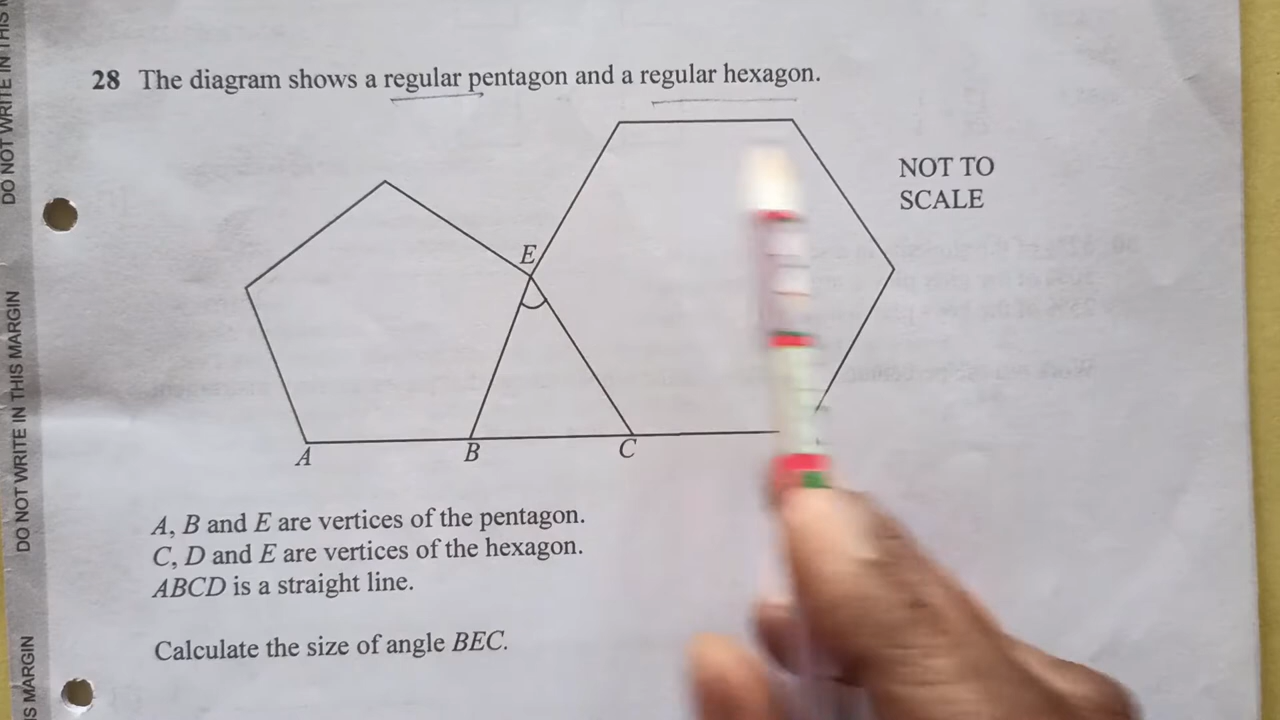 28 The diagram shows a regular pentagon and a regular hexagon.
NOT TO
SCALE
E
A
B
C
A, B and E are vertices of the pentagon.
C, D and E are vertices of the hexagon.
ABCD is a straight line.
Calculate the size of angle BEC.
DO NOT WRITE IN THIS
DO NOT WRITE IN THIS MARGIN
MARGIN